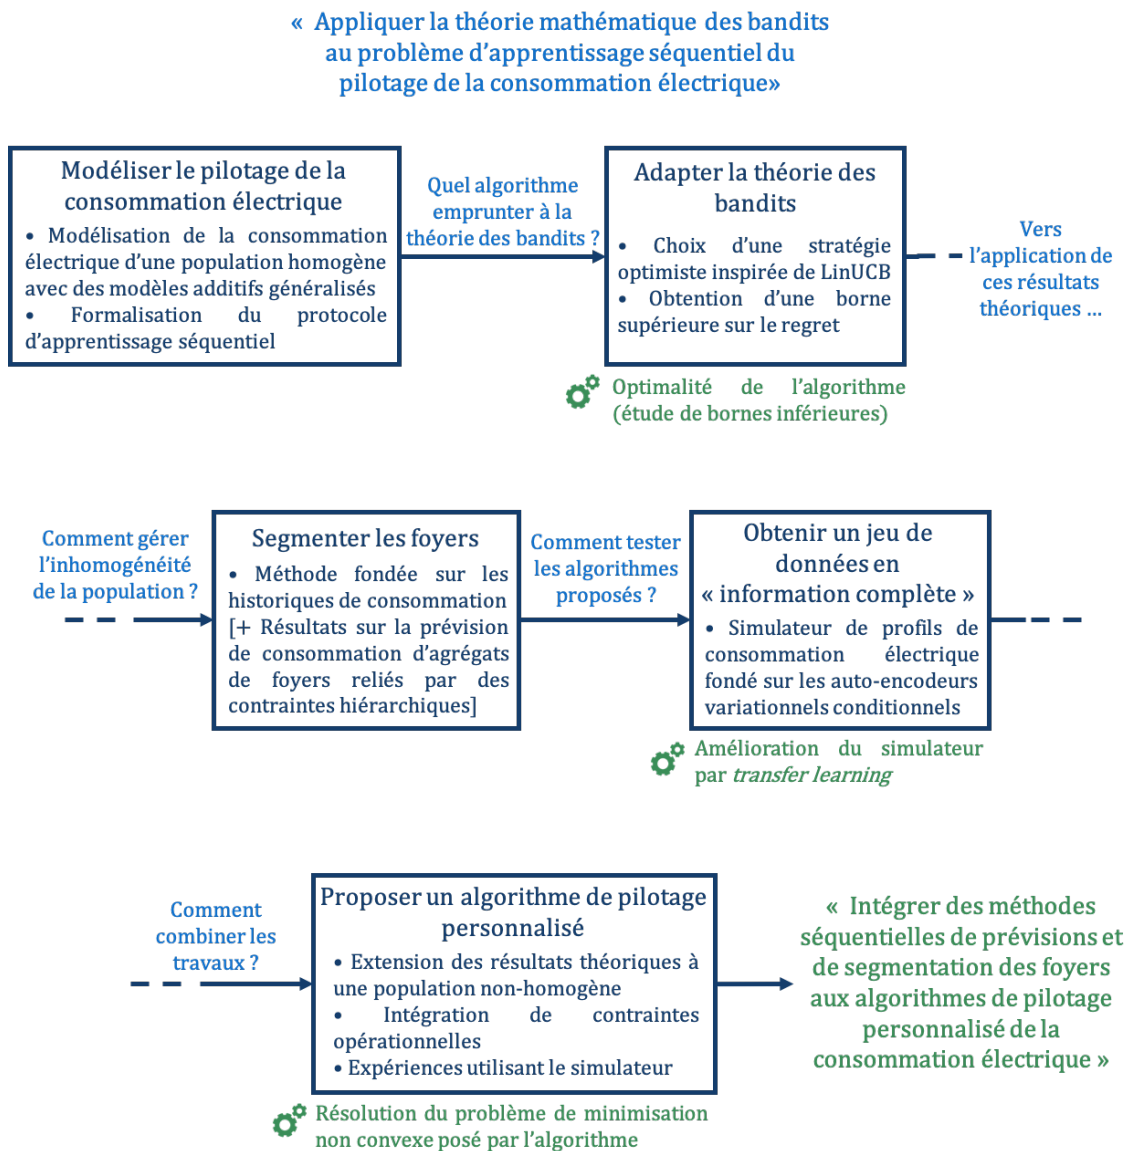 « Appliquer la théorie mathématique des bandits
au problème d’apprentissage séquentiel du
pilotage de la consommation électrique»
Modéliser le pilotage de la
consommation électrique
• Modélisation de la consommation
électrique d’une population homogène
avec des modèles additifs généralisés
• Formalisation du protocole
d’apprentissage séquentiel
Quel algorithme
emprunter à la
théorie des bandits ?
Adapter la théorie des
bandits
• Choix d’une stratégie
optimiste inspirée de LinUCB
• Obtention d’une borne
supérieure sur le regret
Vers
l’application de
ces résultats
théoriques ...
Optimalité de l’algorithme
(étude de bornes inférieures)
Comment gérer
l’inhomogénéité
de la population ?
Segmenter les foyers
• Méthode fondée sur les
historiques de consommation
[+ Résultats sur la prévision
de consommation d’agrégats
de foyers reliés par des
contraintes hiérarchiques]
Comment tester
les algorithmes
proposés ?
Obtenir un jeu de
données en
« information complète »
• Simulateur de profils de
consommation électrique
fondé sur les auto-encodeurs
variationnels conditionnels
Amélioration du simulateur
par transfer learning
Comment
combiner les
travaux ?
Proposer un algorithme de pilotage
personnalisé
• Extension des résultats théoriques à
une population non-homogène
• Intégration de contraintes
opérationnelles
• Expériences utilisant le simulateur
« Intégrer des méthodes
séquentielles de prévisions et
de segmentation des foyers
aux algorithmes de pilotage
personnalisé de la
consommation électrique »
Résolution du problème de minimisation
non convexe posé par l’algorithme